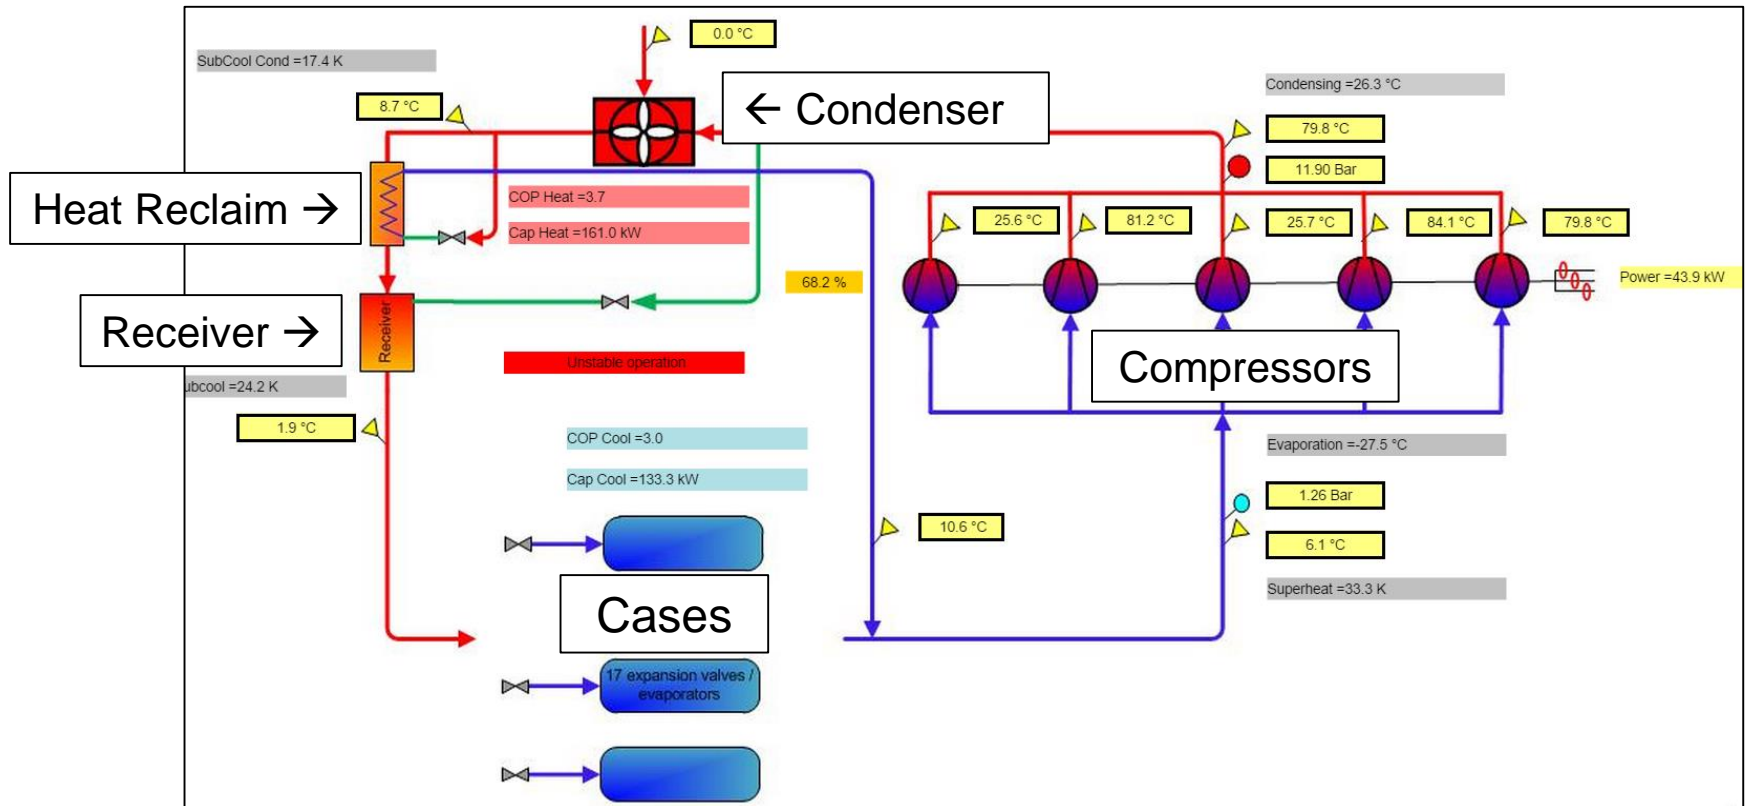 0.0 °C
SubCool Cond =17.4 K
Condensing =26.3 °C
8.7 °C
← Condenser
79.8 °C
11.90 Bar
Heat Reclaim →
COP Heat =3.7
Cap Heat =161.0 kW
25.6 °C
81.2 °C
25.7 °C
84.1 °C
79.8 °C
68.2 %
Power =43.9 kW
Receiver →
Receiver
Unstable operation
Compressors
ubcool =24.2 K
1.9 °C
COP Cool =3.0
Cap Cool =133.3 kW
Evaporation =-27.5 °C
1.26 Bar
10.6 °C
6.1 °C
Superheat =33.3 K
Cases
17 expansion valves /
evaporators